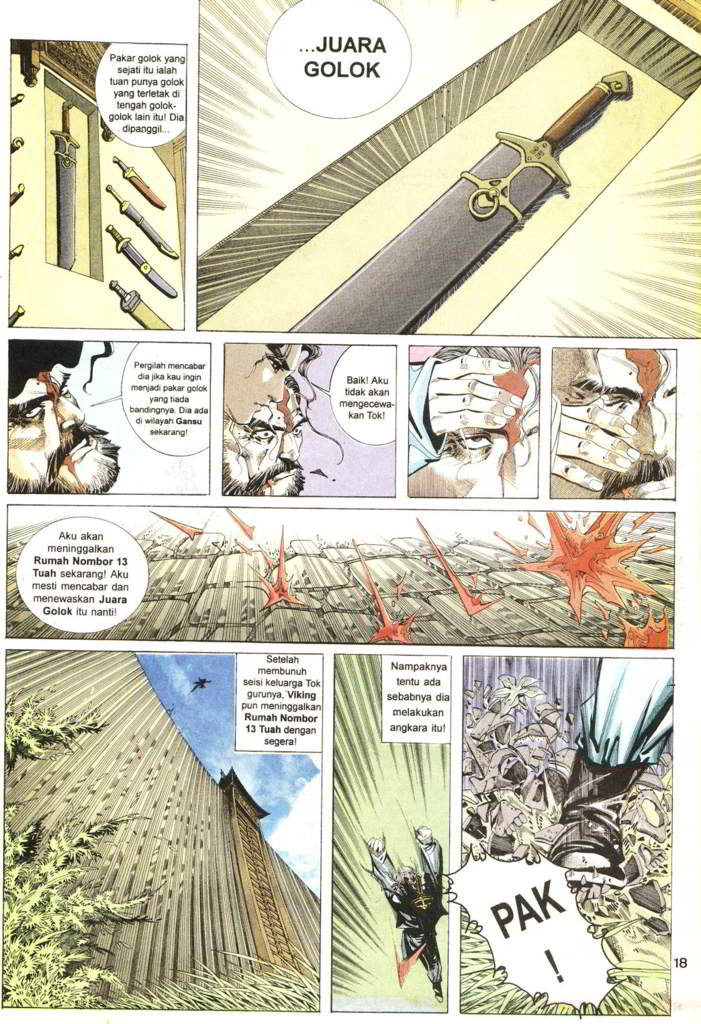 Pakar golok yang
sejati itu ialah
tuan punya golok
yang terletak di
tengah golok-
golok lain itu! Dia
dipanggil...
...JUARA
GOLOK
Pergilah mencabar
dia jika kau ingin
menjadi pakar golok
yang tiada
bandingnya. Dia ada
di wilayah Gansu
sekarang!
Baik! Aku
tidak akan
mengecewa-
kan Tok!
Aku akan
meninggalkan
Rumah Nombor 13
Tuah sekarang! Aku
mesti mencabar dan
menewaskan Juara
Golok itu nanti!
Setelah
membunuh
seisi keluarga Tok
gurunya, Viking
pun meninggalkan
Rumah Nombor
13 Tuah dengan
segera!
Nampaknya
tentu ada
sebabnya dia
melakukan
angkara itu!
PAK
!
18